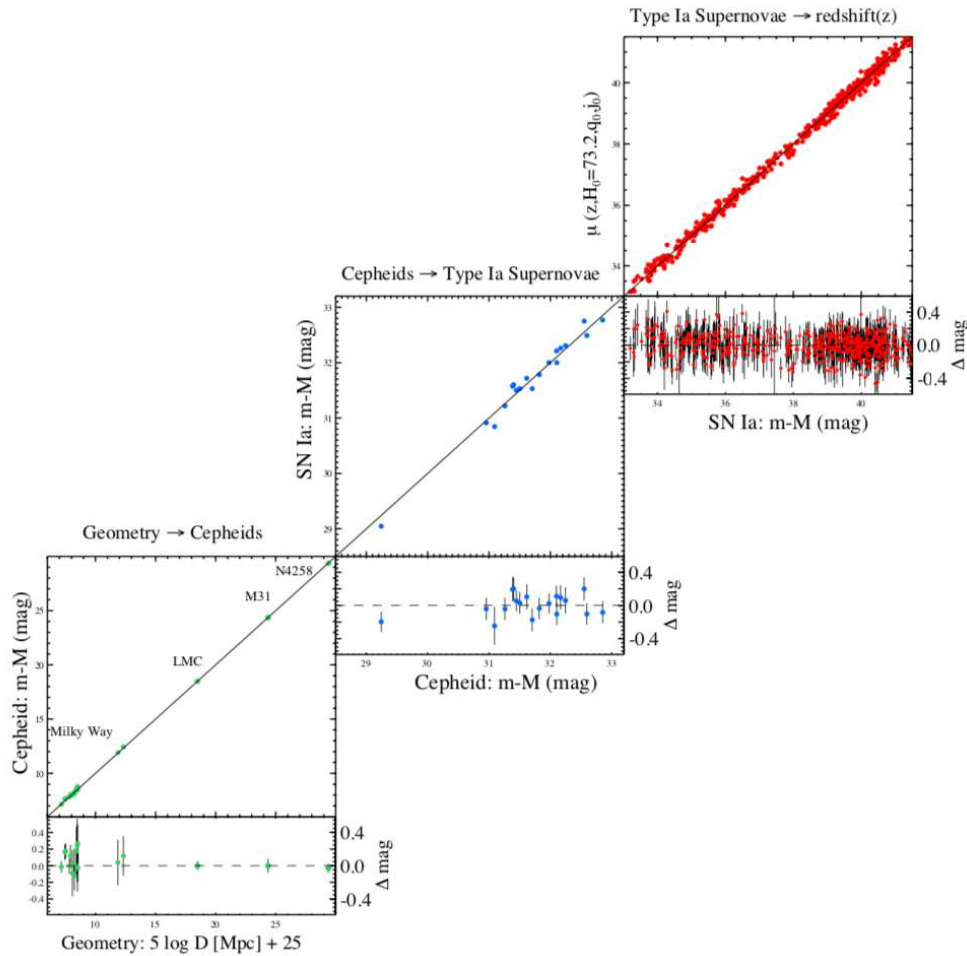 Type Ia Supernovae → redshift(z)
μ (z,H₀=73.2,q₀,j₀)
40
38
36
34
Cepheids → Type Ia Supernovae
0.4
0.0
-0.4
Δ mag
34
36
38
40
SN Ia: m-M (mag)
SN Ia: m-M (mag)
33
32
31
30
29
Geometry → Cepheids
N4258
M31
LMC
Milky Way
Cepheid: m-M (mag)
25
20
15
10
0.4
0.0
-0.4
Δ mag
29
30
31
32
33
Cepheid: m-M (mag)
0.4
0.2
0.0
-0.2
-0.4
0.4
0.0
-0.4
Δ mag
10
15
20
25
Geometry: 5 log D [Mpc] + 25